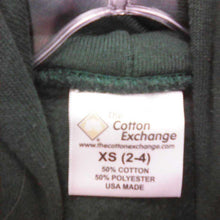 The
Cotton
Exchange
www.thecottonexchange.com
XS (2-4)
50% COTTON
50% POLYESTER
USA MADE